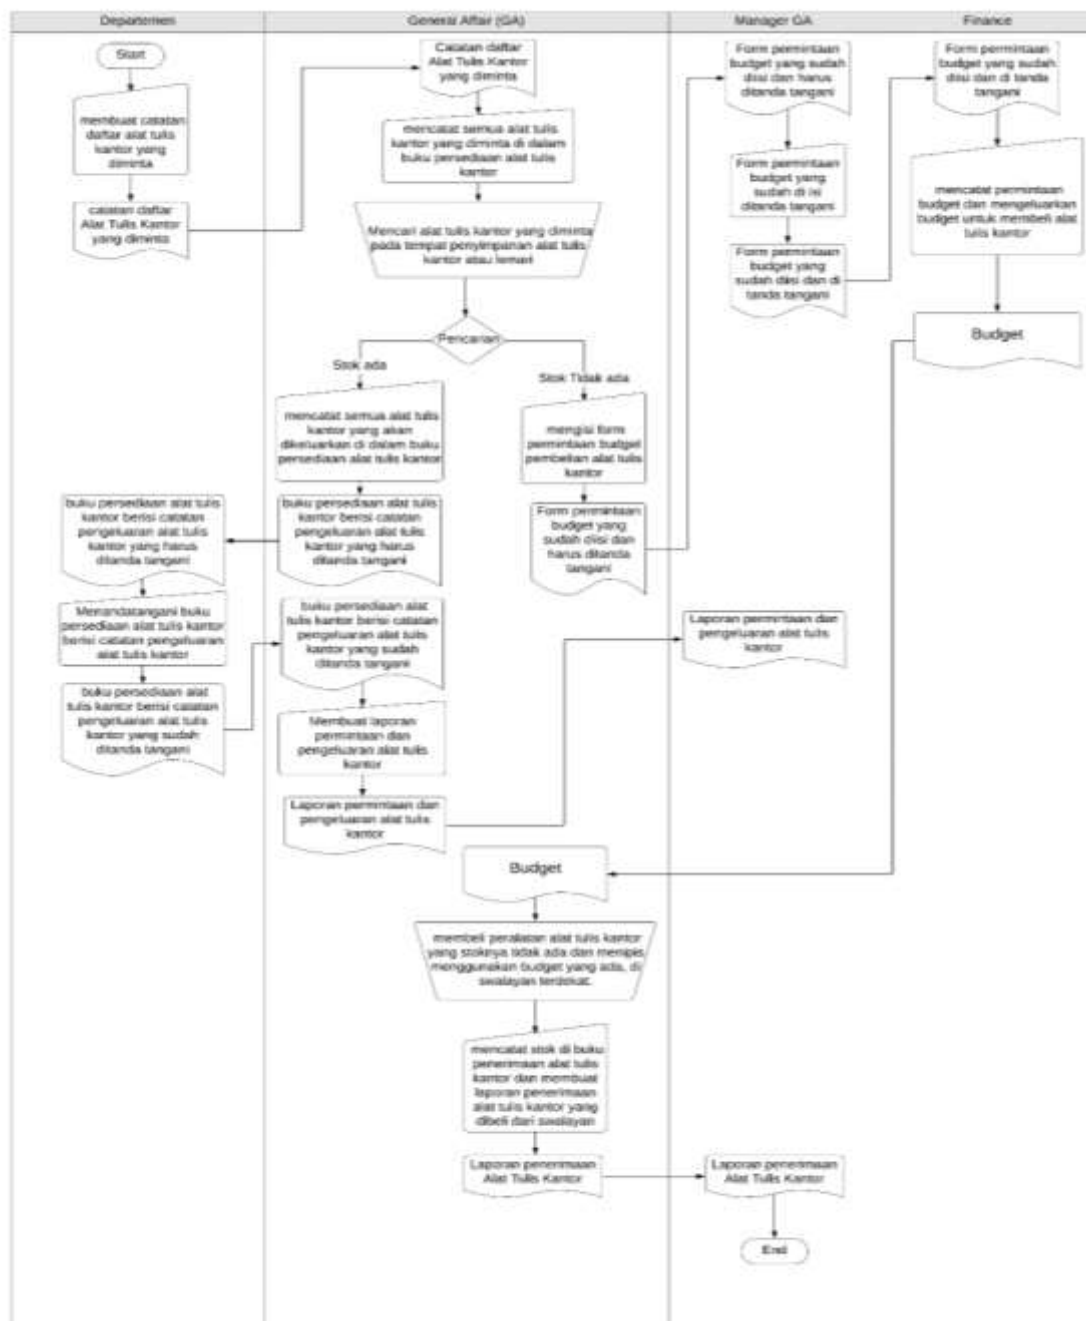 Departemen
General Affair (GA)
Manager GA
Finance
Start
membuat catatan
daftar alat tulis
kantor yang
diminta
catatan daftar
Alat Tulis Kantor
yang diminta
Catatan daftar
Alat Tulis Kantor
yang diminta
mencatat semua alat tulis
kantor yang diminta di dalam
buku persediaan alat tulis
kantor
Mencari alat tulis kantor yang diminta
pada tempat penyimpanan alat tulis
kantor atau lemari
Pencarian
Stok ada
Stok Tidak ada
mencatat semua alat tulis
kantor yang akan
dikeluarkan di dalam buku
persediaan alat tulis kantor
mengisi form
permintaan budget
pembelian alat tulis
kantor
buku persediaan alat tulis
kantor berisi catatan
pengeluaran alat tulis
kantor yang harus
ditanda tangani
Form permintaan
budget yang
sudah diisi dan
harus ditanda
tangani
buku persediaan alat tulis
kantor berisi catatan
pengeluaran alat tulis
kantor yang harus
ditanda tangani
Menandatangani buku
persediaan alat tulis kantor
berisi catatan pengeluaran
alat tulis kantor
buku persediaan alat
tulis kantor berisi catatan
pengeluaran alat tulis
kantor yang sudah
ditanda tangani
buku persediaan alat
tulis kantor berisi catatan
pengeluaran alat tulis
kantor yang sudah
ditanda tangani
Membuat laporan
permintaan dan
pengeluaran alat tulis
kantor
Laporan permintaan dan
pengeluaran alat tulis
kantor
Laporan permintaan dan
pengeluaran alat tulis
kantor
Form permintaan
budget yang sudah
diisi dan harus
ditanda tangani
Form permintaan
budget yang
sudah di isi
ditanda tangani
Form permintaan
budget yang
sudah diisi dan di
tanda tangani
Form permintaan
budget yang sudah
diisi dan di tanda
tangani
mencatat permintaan
budget dan mengeluarkan
budget untuk membeli alat
tulis kantor
Budget
Budget
membeli peralatan alat tulis kantor
yang stoknya tidak ada dan menipis
menggunakan budget yang ada, di
swalayan terdekat.
mencatat stok di buku
penerimaan alat tulis
kantor dan membuat
laporan penerimaan
alat tulis kantor yang
dibeli dari swalayan
Laporan penerimaan
Alat Tulis Kantor
Laporan penerimaan
Alat Tulis Kantor
End